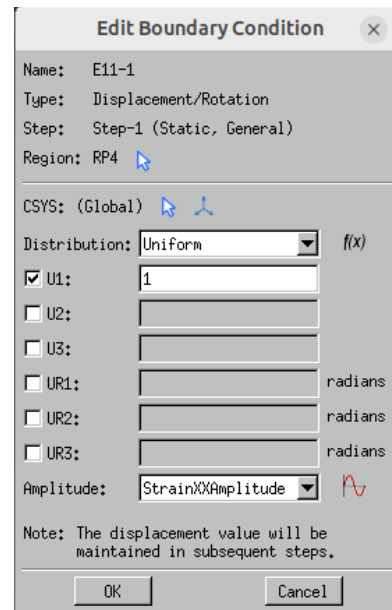 Edit Boundary Condition
Name: E11-1
Type: Displacement/Rotation
Step: Step-1 (Static, General)
Region: RP4
CSYS: (Global)
Distribution: Uniform f(x)
U1: 1
U2:
U3:
UR1: radians
UR2: radians
UR3: radians
Amplitude: StrainXXAmplitude
Note: The displacement value will be
maintained in subsequent steps.
OK Cancel